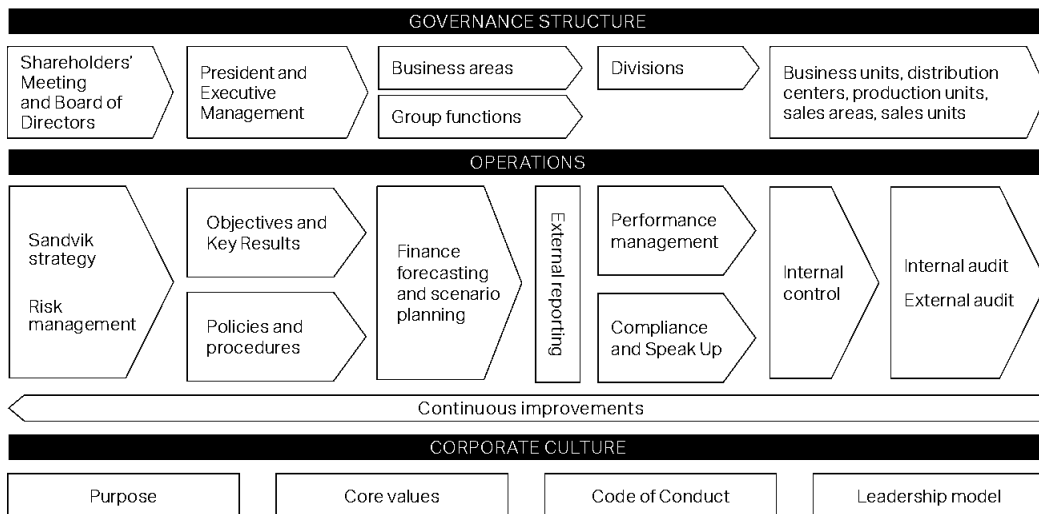 GOVERNANCE STRUCTURE
Shareholders'
Meeting
and Board of
Directors
President and
Executive
Management
Business areas
Group functions
Divisions
Business units, distribution
centers, production units,
sales areas, sales units
OPERATIONS
Sandvik
strategy
Risk
management
Objectives and
Key Results
Policies and
procedures
Finance
forecasting
and scenario
planning
External reporting
Performance
management
Compliance
and Speak Up
Internal
control
Internal audit
External audit
Continuous improvements
CORPORATE CULTURE
Purpose
Core values
Code of Conduct
Leadership model